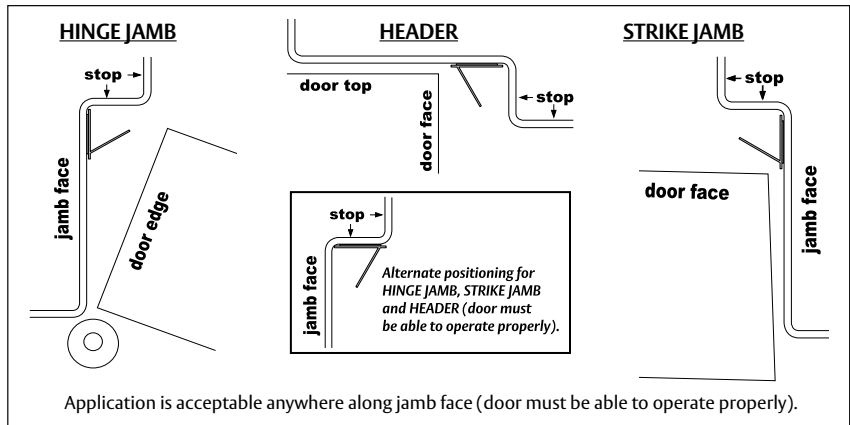 HINGE JAMB
stop
jamb face
door edge
HEADER
door top
door face
stop
STRIKE JAMB
stop
door face
jamb face
stop
jamb face
Alternate positioning for
HINGE JAMB, STRIKE JAMB
and HEADER (door must
be able to operate properly).
Application is acceptable anywhere along jamb face (door must be able to operate properly).